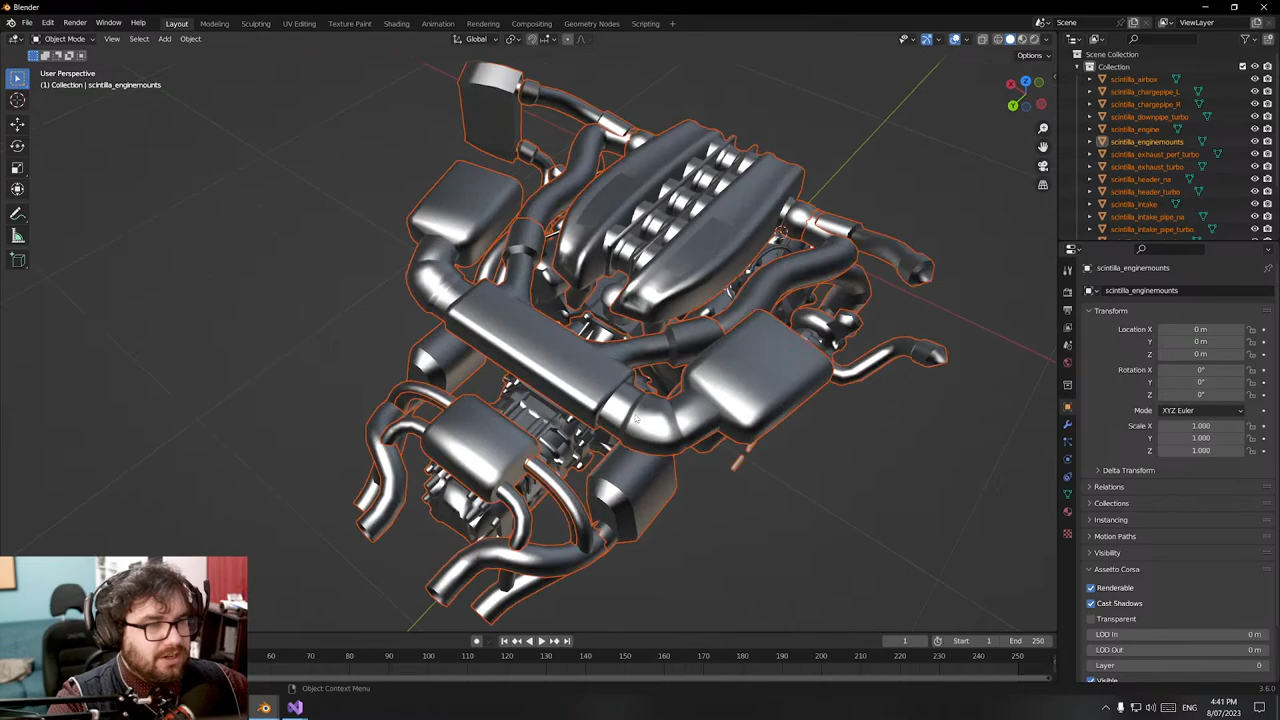 Blender
File Edit Render Window Help Layout Modeling Sculpting UV Editing Texture Paint Shading Animation Rendering Compositing Geometry Nodes Scripting + Scene ViewLayer
Object Mode View Select Add Object Global
Options
User Perspective
(1) Collection | scintilla_enginemounts
X
Y
Z
Scene Collection
Collection
scintilla_airbox
scintilla_chargepipe_L
scintilla_chargepipe_R
scintilla_downpipe_turbo
scintilla_engine
scintilla_enginemounts
scintilla_exhaust_perf_turbo
scintilla_exhaust_turbo
scintilla_header_na
scintilla_header_turbo
scintilla_intake
scintilla_intake_pipe_na
scintilla_intake_pipe_turbo
scintilla_enginemounts
scintilla_enginemounts
Transform
Location X 0 m
Y 0 m
Z 0 m
Rotation X 0°
Y 0°
Z 0°
Mode XYZ Euler
Scale X 1.000
Y 1.000
Z 1.000
Delta Transform
Relations
Collections
Instancing
Motion Paths
Visibility
Assetto Corsa
Renderable
Cast Shadows
Transparent
LOD In 0 m
LOD Out 0 m
Layer 0
Visible
1 Start 1 End 250
60 70 80 90 100 110 120 130 140 150 160 170 180 190 200 210 220 230 240 250
Object Context Menu
3.6.0
ENG
4:41 PM
8/07/2023